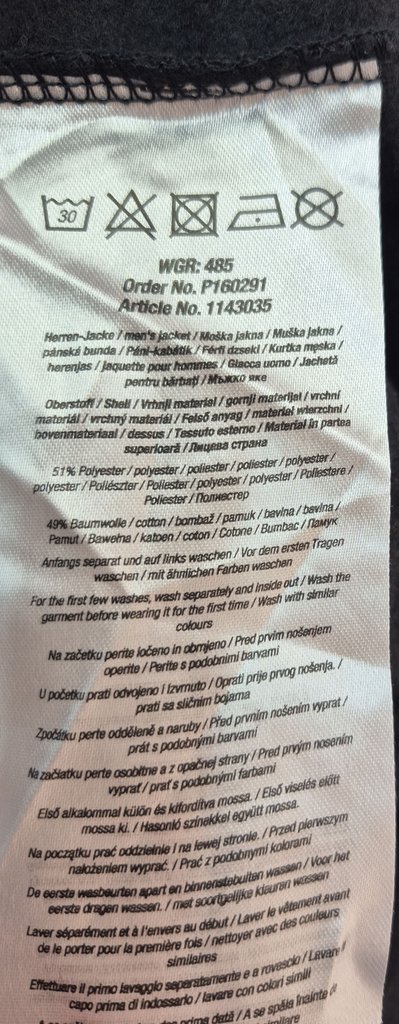 30
WGR: 485
Order No. P160291
Article No. 1143035
Herren-Jacke / men's jacket / Moška jakna / Muška jakna /
pánská bunda / Páni-kabátik / Férfi dzseki / Kurtka męska /
herenjas / jaquette pour hommes / Giacca uomo / Jachetă
pentru bărbați / Мъжко яке
Oberstoff / Shell / Vrhnji material / gornji materijal / vrchní
materiál / vrchný materiál / Felső anyag / materiał wierzchni /
bovenmateriaal / dessus / Tessuto esterno / Material în partea
superioară / Лицева страна
51% Polyester / polyester / poliester / poliester / polyester /
polyester / Poliészter / Poliester / polyester / polyester / Poliestere /
Poliester / Полиестер
49% Baumwolle / cotton / bombaž / pamuk / bavlna / bavlna /
Pamut / Bawełna / katoen / coton / Cotone / Bumbac / Памук
Anfangs separat und auf links waschen / Vor dem ersten Tragen
waschen / mit ähnlichen Farben waschen
For the first few washes, wash separately and inside out / Wash the
garment before wearing it for the first time / Wash with similar
colours
Na začetku perite ločeno in obrnjeno / Pred prvim nošenjem
operite / Perite s podobnimi barvami
U početku prati odvojeno i izvrnuto / Oprati prije prvog nošenja. /
prati sa sličnim bojama
Zpočátku perte odděleně a naruby / Před prvním nošením vyprat /
prát s podobnými barvami
Na začiatku perte osobitne a z opačnej strany / Pred prvým nosením
vyprať / prať s podobnými farbami
Első alkalommal külön és kifordítva mossa. / Első viselés előtt
mossa ki. / Hasonló színekkel együtt mossa.
Na początku prać oddzielnie i na lewej stronie. / Przed pierwszym
nałożeniem wyprać. / Prać z podobnymi kolorami
De eerste wasbeurten apart en binnenstebuiten wassen / Voor het
eerste dragen wassen. / met soortgelijke kleuren wassen
Laver séparément et à l'envers au début / Laver le vêtement avant
de le porter pour la première fois / nettoyer avec des couleurs
similaires
Effettuare il primo lavaggio separatamente e a rovescio / Lavare il
capo prima di indossarlo / lavare con colori simili
prima dată / A se spăla înainte
similare